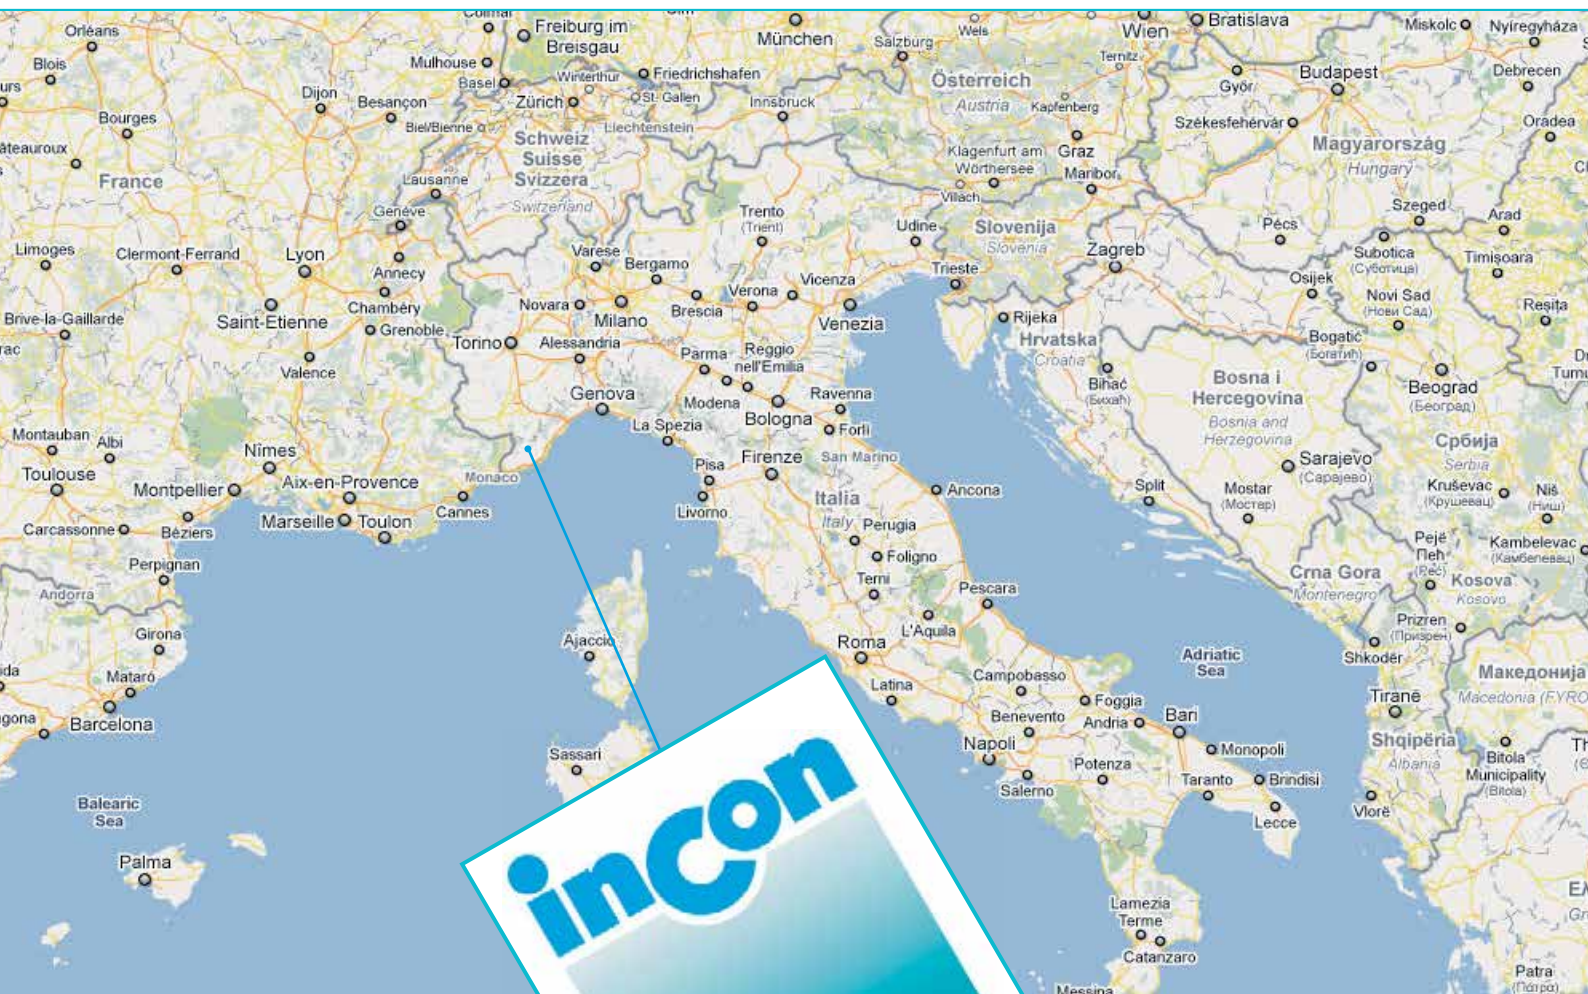 Orléans
Colmar
Freiburg im
Breisgau
München
Salzburg
Wels
Wien
Bratislava
Miskolc
Nyíregyháza
Blois
Mulhouse
Basel
Winterthur
Friedrichshafen
Ternitz
Österreich
Austria
Budapest
Debrecen
Győr
Dijon
Besançon
Zürich
St. Gallen
Innsbruck
Kapfenberg
Székesfehérvár
Oradea
Bourges
Biel/Bienne
Liechtenstein
Schweiz
Suisse
Svizzera
Switzerland
Klagenfurt am
Wörthersee
Graz
Magyarország
Hungary
France
Lausanne
Maribor
Villach
Genève
Trento
(Trient)
Udine
Slovenija
Slovenia
Zagreb
Pécs
Szeged
Arad
Limoges
Clermont-Ferrand
Lyon
Annecy
Varese
Bergamo
Trieste
Subotica
(Суботица)
Timișoara
Chambéry
Novara
Milano
Brescia
Verona
Vicenza
Venezia
Osijek
Novi Sad
(Нови Сад)
Reșița
Brive-la-Gaillarde
Saint-Etienne
Grenoble
Torino
Alessandria
Rijeka
Hrvatska
Croatia
Bogatić
(Богатић)
Valence
Parma
Reggio
nell'Emilia
Bihać
(Бихаћ)
Bosna i
Hercegovina
Bosnia and
Herzegovina
Beograd
(Београд)
Genova
Modena
Bologna
Ravenna
La Spezia
Forlì
Montauban
Albi
Nîmes
Pisa
Firenze
San Marino
Sarajevo
(Сарајево)
Србија
Serbia
Toulouse
Montpellier
Aix-en-Provence
Monaco
Cannes
Livorno
Italia
Italy
Ancona
Split
Mostar
(Мостар)
Kruševac
(Крушевац)
Niš
(Ниш)
Carcassonne
Béziers
Marseille
Toulon
Perugia
Foligno
Pejë
Пећ
(Peć)
Kambelevac
(Камбелевац)
Perpignan
Andorra
Terni
Pescara
Crna Gora
Montenegro
Kosova
Kosovo
Girona
Ajaccio
Roma
L'Aquila
Prizren
(Призрен)
Shkodër
Mataró
Barcelona
Latina
Campobasso
Adriatic
Sea
Македонија
Macedonia (FYRO
Foggia
Benevento
Andria
Bari
Tiranë
Sassari
Napoli
Monopoli
Shqipëria
Albania
Bitola
Municipality
(Bitola)
Potenza
Salerno
Taranto
Brindisi
Lecce
Vlorë
Balearic
Sea
Palma
inCon
Lamezia
Terme
Catanzaro
Messina
Patra
(Πάτρα)